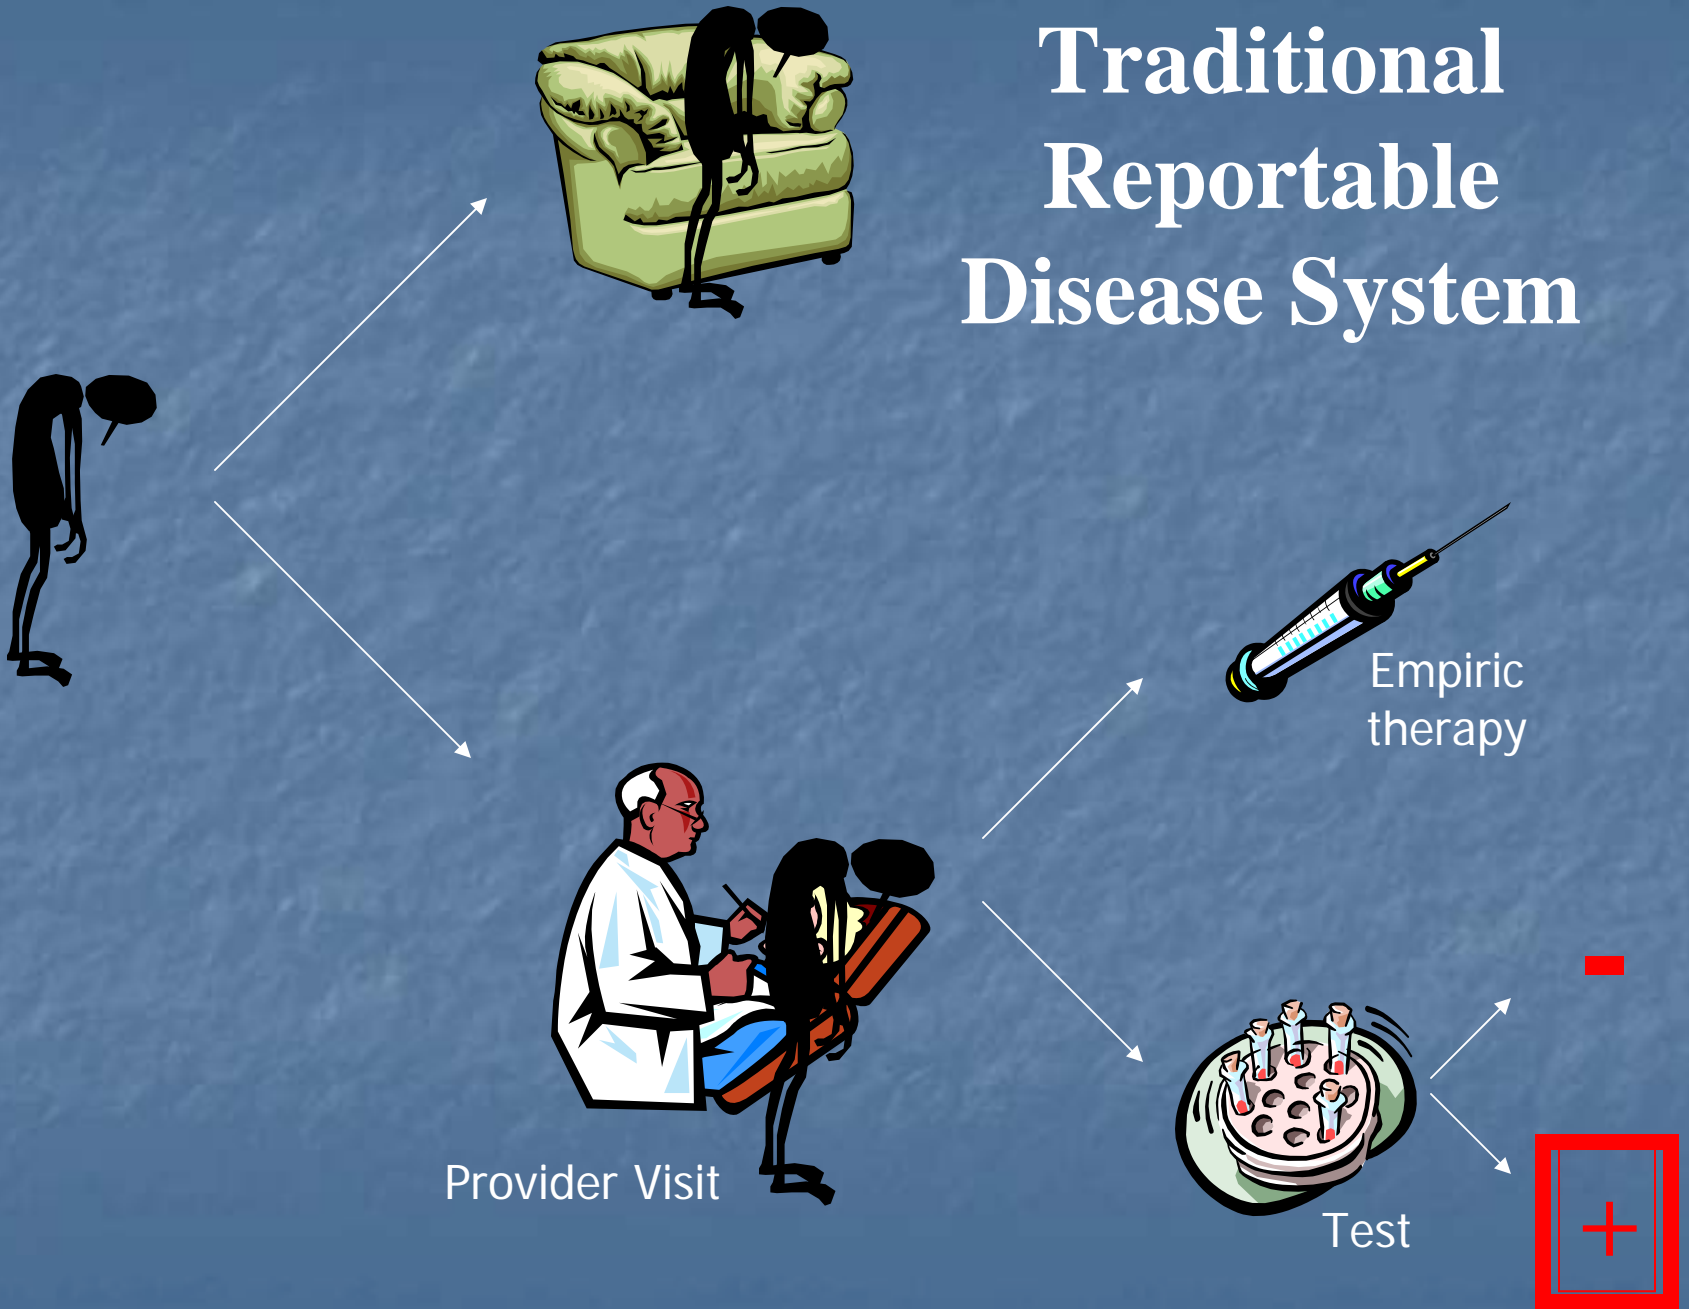 Traditional
Reportable
Disease System
Empiric
therapy
-
Provider Visit
Test
+